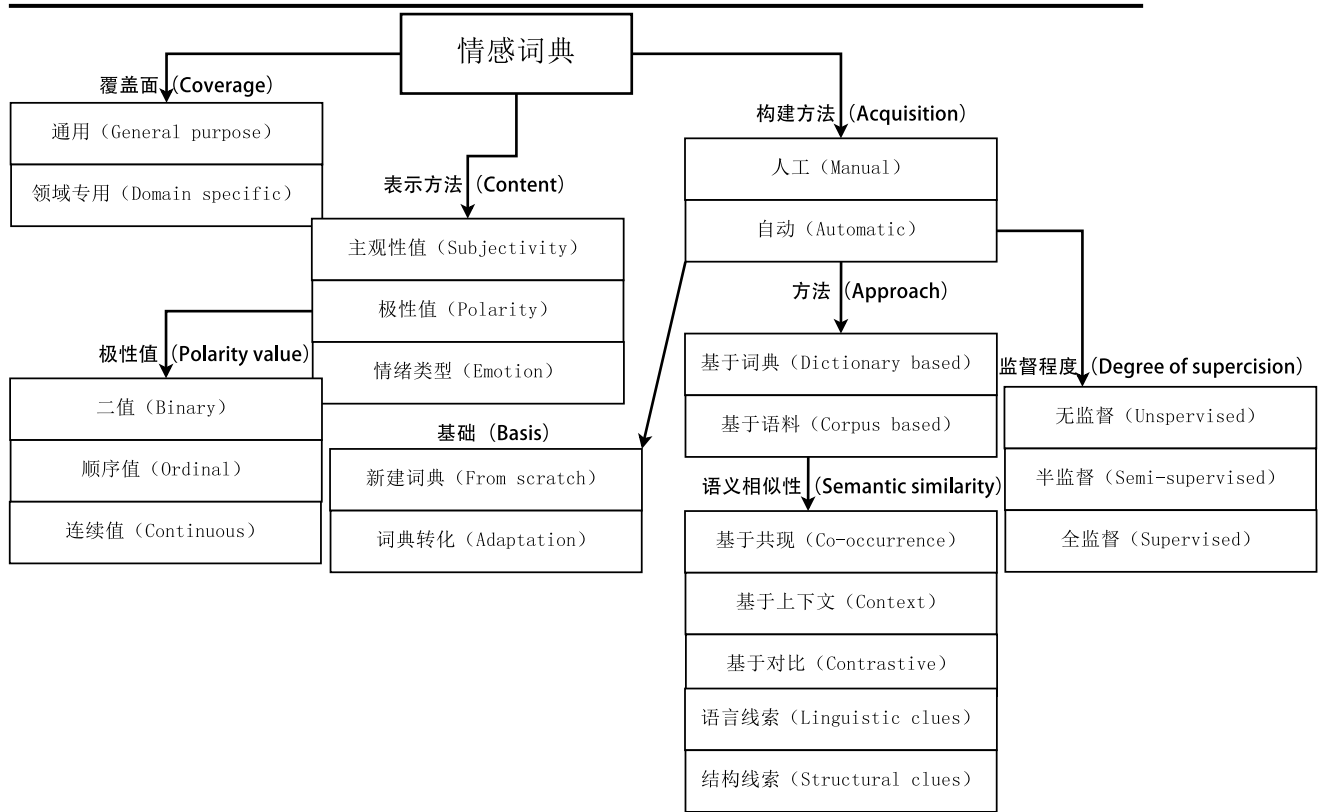 情感词典
覆盖面（Coverage）
通用（General purpose）
领域专用（Domain specific）
表示方法（Content）
主观性值（Subjectivity）
极性值（Polarity）
情绪类型（Emotion）
极性值（Polarity value）
二值（Binary）
顺序值（Ordinal）
连续值（Continuous）
构建方法（Acquisition）
人工（Manual）
自动（Automatic）
基础（Basis）
新建词典（From scratch）
词典转化（Adaptation）
方法（Approach）
基于词典（Dictionary based）
基于语料（Corpus based）
语义相似性（Semantic similarity）
基于共现（Co-occurrence）
基于上下文（Context）
基于对比（Contrastive）
语言线索（Linguistic clues）
结构线索（Structural clues）
监督程度（Degree of supercision）
无监督（Unspervised）
半监督（Semi-supervised）
全监督（Supervised）